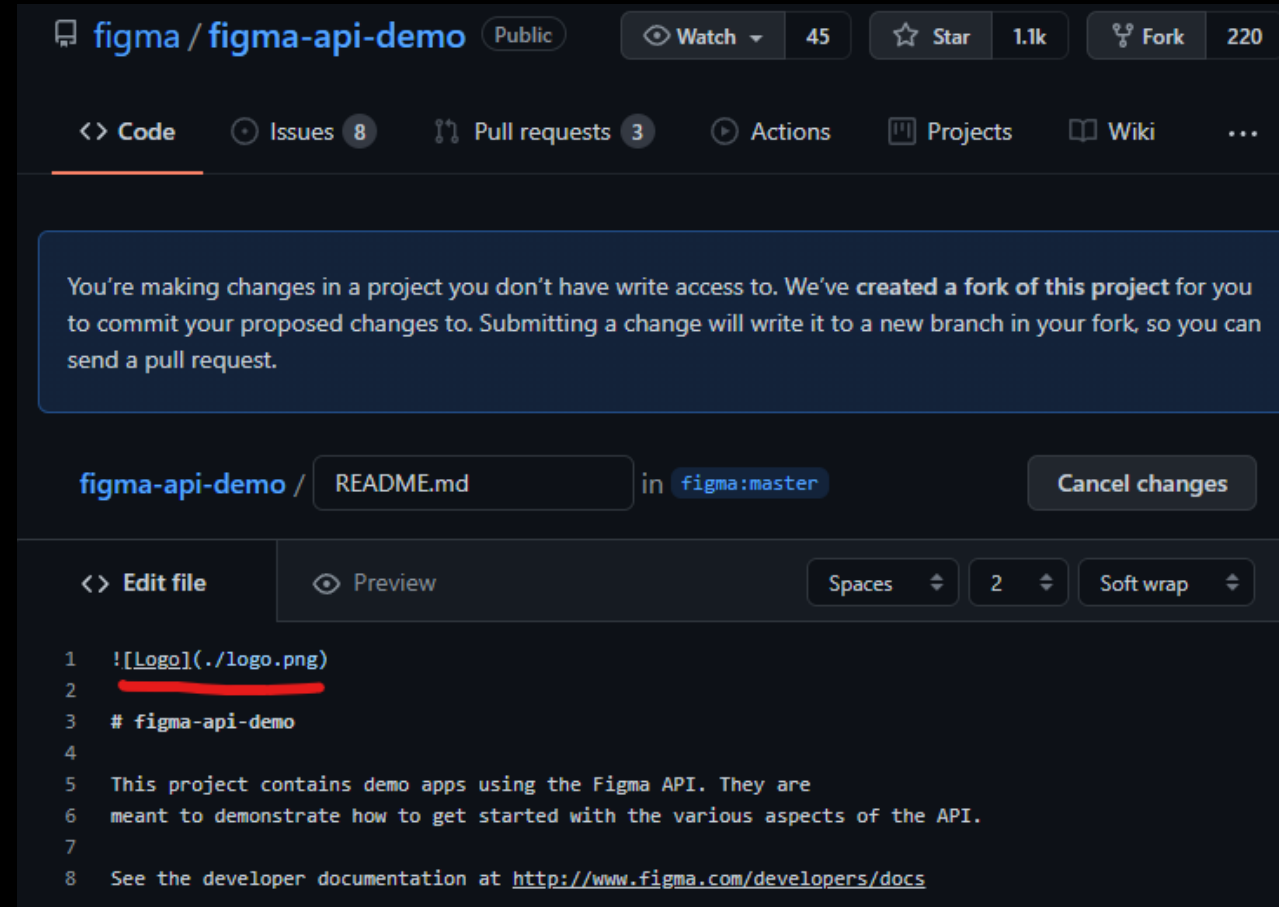 figma / figma-api-demo Public Watch 45 Star 1.1k Fork 220
Code Issues 8 Pull requests 3 Actions Projects Wiki ...
You're making changes in a project you don't have write access to. We've created a fork of this project for you
to commit your proposed changes to. Submitting a change will write it to a new branch in your fork, so you can
send a pull request.
figma-api-demo / README.md in figma:master Cancel changes
<> Edit file Preview Spaces 2 Soft wrap
1 ![Logo](./logo.png)
2
3 # figma-api-demo
4
5 This project contains demo apps using the Figma API. They are
6 meant to demonstrate how to get started with the various aspects of the API.
7
8 See the developer documentation at http://www.figma.com/developers/docs